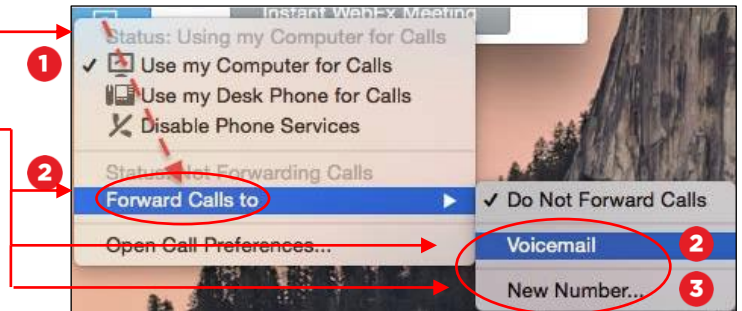 Instant WebEx Meeting
Status: Using my Computer for Calls
1
✓ Use my Computer for Calls
Use my Desk Phone for Calls
Disable Phone Services
Status: Not Forwarding Calls
2
Forward Calls to
✓ Do Not Forward Calls
Open Call Preferences...
Voicemail 2
New Number... 3